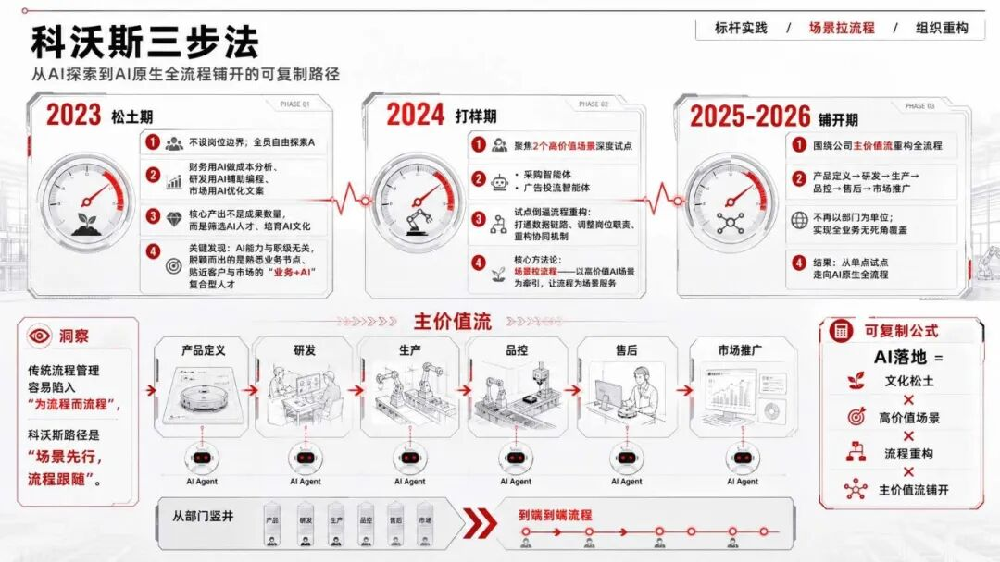 科沃斯三步法
从AI探索到AI原生全流程铺开的可复制路径
标杆实践 / 场景拉流程 / 组织重构
PHASE 01
2023 松土期
1 不设岗位边界;全员自由探索A
2 财务用AI做成本分析、
研发用AI辅助编程、
市场用AI优化文案
3 核心产出不是成果数量,
而是筛选AI人才、培育AI文化
4 关键发现:AI能力与职级无关,
脱颖而出的是熟悉业务节点、
贴近客户与市场的“业务+AI”
复合型人才
PHASE 02
2024 打样期
1 聚焦2个高价值场景深度试点
2 • 采购智能体
• 广告投流智能体
3 试点倒逼流程重构:
打通数据链路、调整岗位职责、
重构协同机制
4 核心方法论:
场景拉流程——以高价值AI场景
为牵引,让流程为场景服务
PHASE 03
2025-2026 铺开期
1 围绕公司主价值流重构全流程
2 产品定义→研发→生产→
品控→售后→市场推广
不再以部门为单位;
实现全业务无死角覆盖
4 结果:从单点试点
走向AI原生全流程
洞察
传统流程管理
容易陷入
“为流程而流程”,
科沃斯路径是
“场景先行,
流程跟随”。
主价值流
产品定义
研发
生产
品控
售后
市场推广
AI Agent
AI Agent
AI Agent
AI Agent
AI Agent
AI Agent
从部门竖井
产品
研发
生产
品控
售后
市场
到端到端流程
可复制公式
AI落地 =
文化松土
×
高价值场景
×
流程重构
×
主价值流铺开